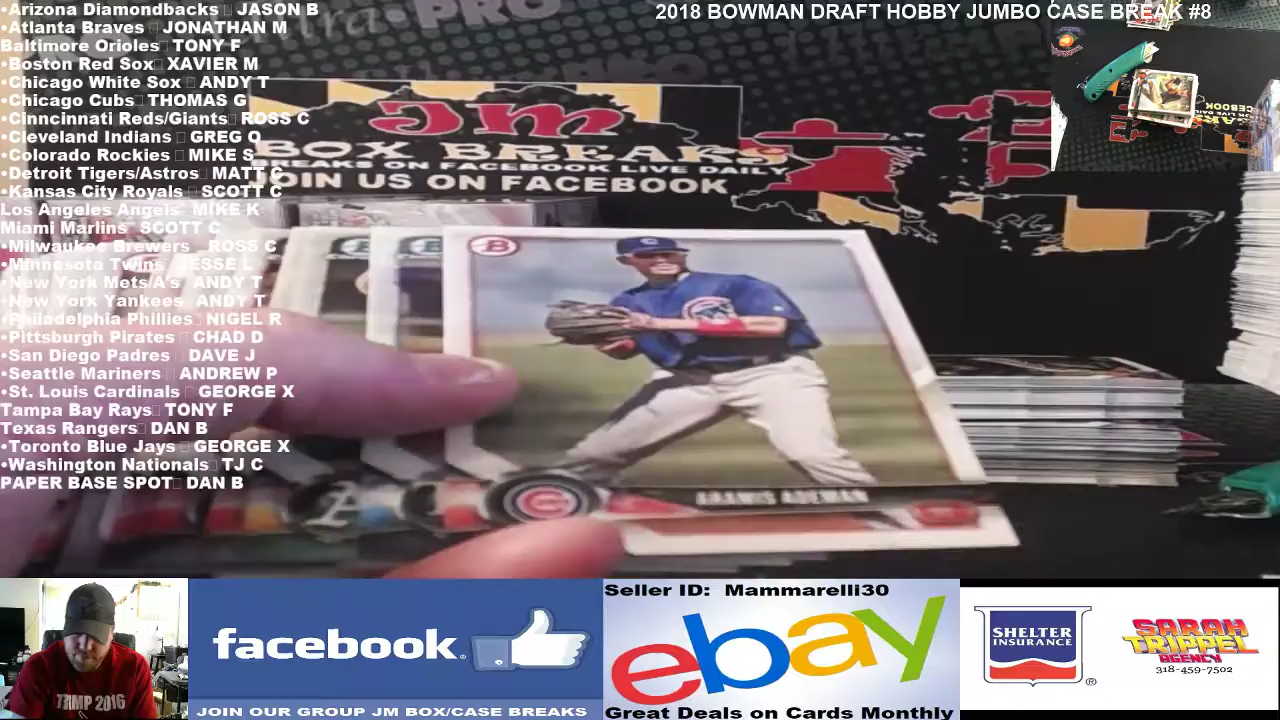 2018 BOWMAN DRAFT HOBBY JUMBO CASE BREAK #8
•Arizona Diamondbacks JASON B
•Atlanta Braves JONATHAN M
Baltimore Orioles TONY F
•Boston Red Sox XAVIER M
•Chicago White Sox ANDY T
•Chicago Cubs THOMAS G
•Cinncinnati Reds/Giants ROSS C
•Cleveland Indians GREG O
•Colorado Rockies MIKE S
•Detroit Tigers/Astros MATT C
•Kansas City Royals SCOTT C
Los Angeles Angels MIKE K
Miami Marlins SCOTT C
•Milwaukee Brewers ROSS C
•Minnesota Twins JESSE L
•New York Mets/A's ANDY T
•New York Yankees ANDY T
•Philadelphia Phillies NIGEL R
•Pittsburgh Pirates CHAD D
•San Diego Padres DAVE J
•Seattle Mariners ANDREW P
•St. Louis Cardinals GEORGE X
Tampa Bay Rays TONY F
Texas Rangers DAN B
•Toronto Blue Jays GEORGE X
•Washington Nationals TJ C
PAPER BASE SPOT DAN B
PRO
JM
BOX BREAKS
BREAKS ON FACEBOOK LIVE DAILY
JOIN US ON FACEBOOK
B
C
A
ARAMIS ADEMAN
TRUMP 2016
facebook
JOIN OUR GROUP JM BOX/CASE BREAKS
Seller ID: Mammarelli30
ebay
Great Deals on Cards Monthly
SHELTER
INSURANCE
®
SARAH
TRIPPEL
AGENCY
318-459-7502